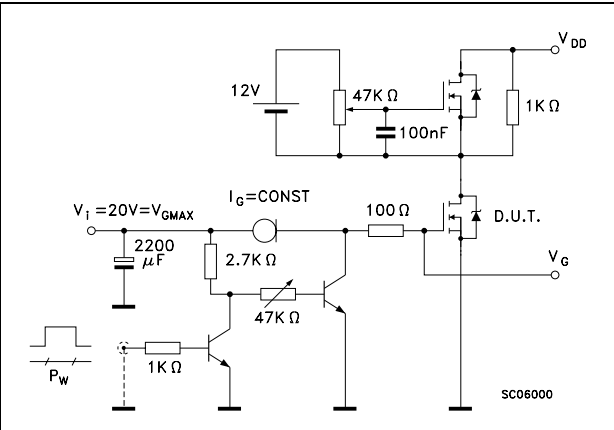 V_DD
12V
47K Ω
1K Ω
100nF
I_G=CONST
V_i =20V=V_GMAX
100 Ω
D.U.T.
2200
μF
2.7K Ω
V_G
47K Ω
1K Ω
P_W
SC06000